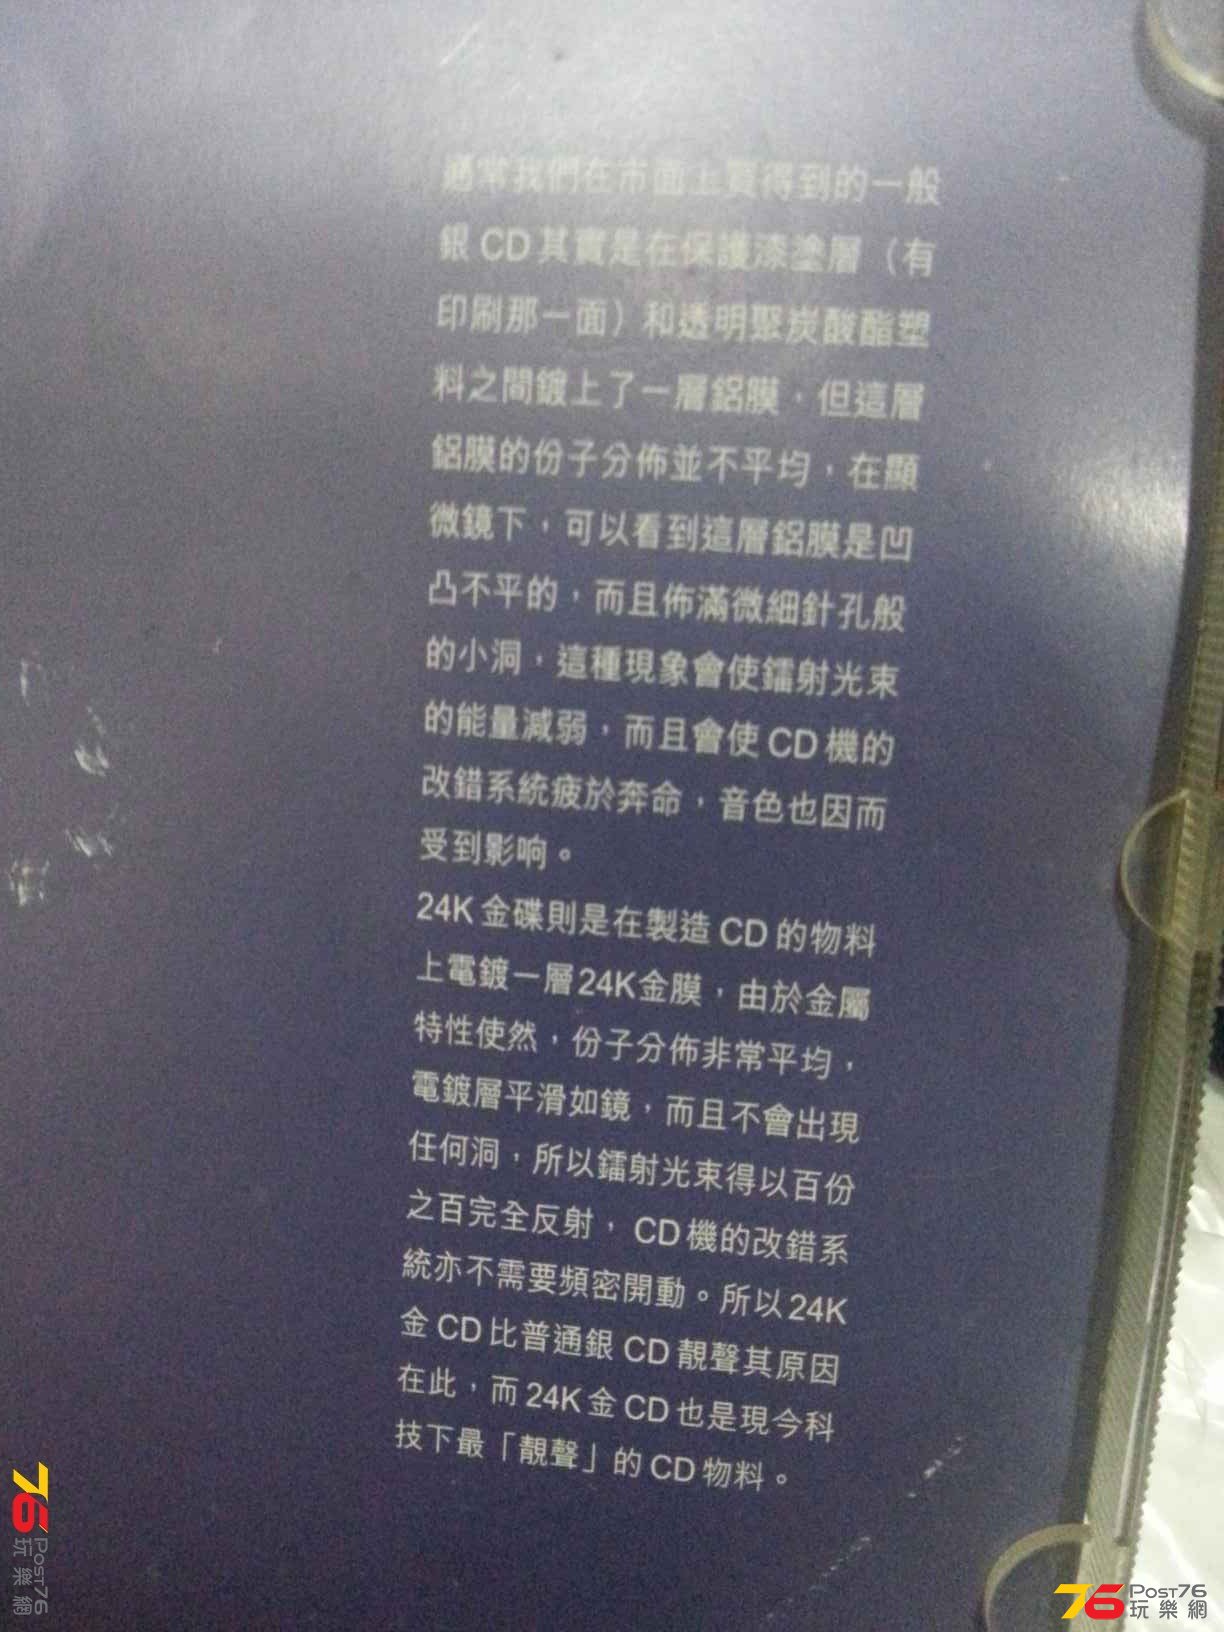 通常我們在市面上買得到的一般
銀 CD 其實是在保護漆塗層（有
印刷那一面）和透明聚炭酸酯塑
料之間鍍上了一層鋁膜，但這層
鋁膜的份子分佈並不平均，在顯
微鏡下，可以看到這層鋁膜是凹
凸不平的，而且佈滿微細針孔般
的小洞，這種現象會使鐳射光束
的能量減弱，而且會使 CD 機的
改錯系統疲於奔命，音色也因而
受到影响。
24K 金碟則是在製造 CD 的物料
上電鍍一層24K金膜，由於金屬
特性使然，份子分佈非常平均，
電鍍層平滑如鏡，而且不會出現
任何洞，所以鐳射光束得以百份
之百完全反射， CD 機的改錯系
統亦不需要頻密開動。所以 24K
金 CD 比普通銀 CD 靚聲其原因
在此，而 24K 金 CD 也是現今科
技下最「靚聲」的 CD 物料。
76 Post76
玩樂網
76 Post76
玩樂網